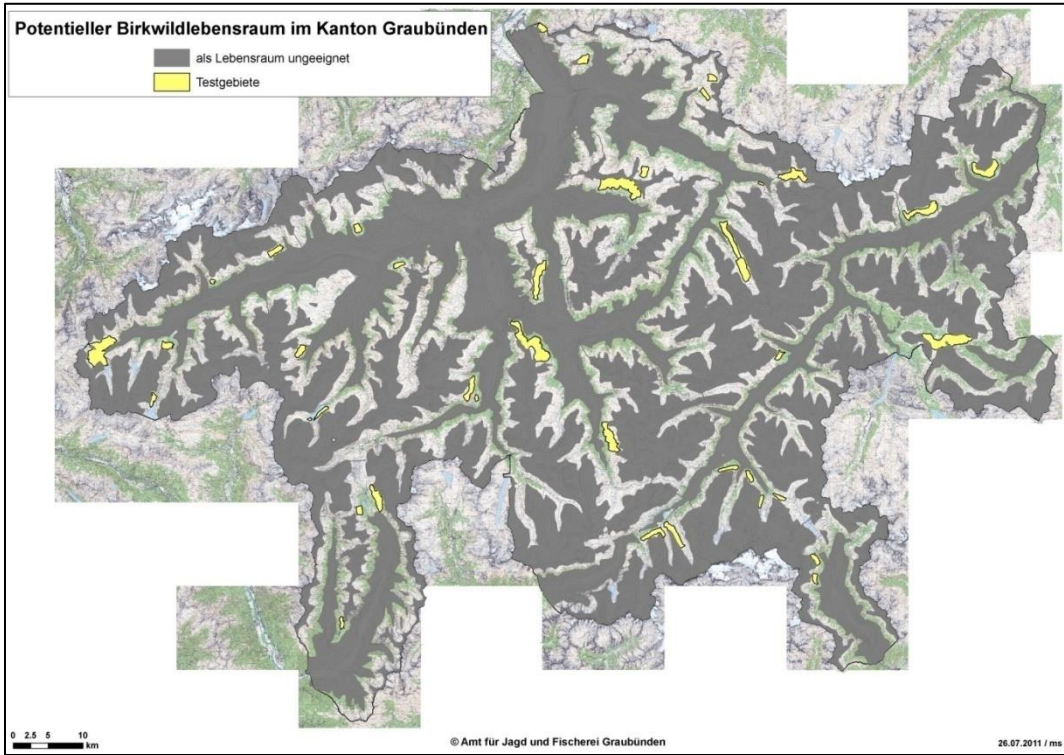 Potentieller Birkwildlebensraum im Kanton Graubünden
als Lebensraum ungeeignet
Testgebiete
0 2.5 5 10
km
© Amt für Jagd und Fischerei Graubünden
26.07.2011 / ms